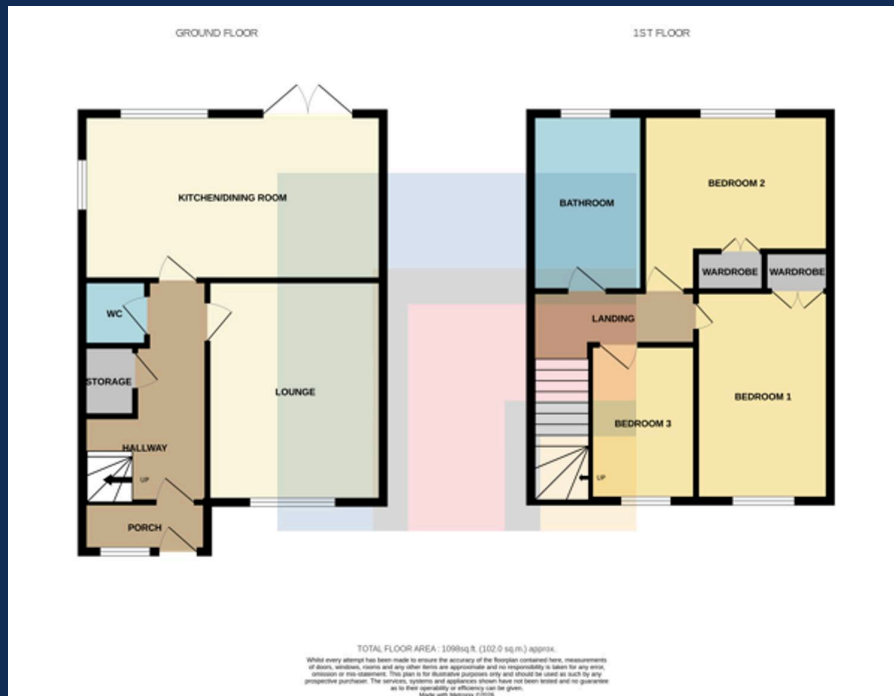 GROUND FLOOR
1ST FLOOR
KITCHEN/DINING ROOM
WC
STORAGE
LOUNGE
HALLWAY
UP
PORCH
BATHROOM
BEDROOM 2
WARDROBE
WARDROBE
LANDING
BEDROOM 3
BEDROOM 1
UP
TOTAL FLOOR AREA : 1098sq.ft. (102.0 sq.m.) approx.
Whilst every attempt has been made to ensure the accuracy of the floorplan contained here, measurements
of doors, windows, rooms and any other items are approximate and no responsibility is taken for any error,
omission or mis-statement. This plan is for illustrative purposes only and should be used as such by any
prospective purchaser. The services, systems and appliances shown have not been tested and no guarantee
as to their operability or efficiency can be given.
Made with Metropix